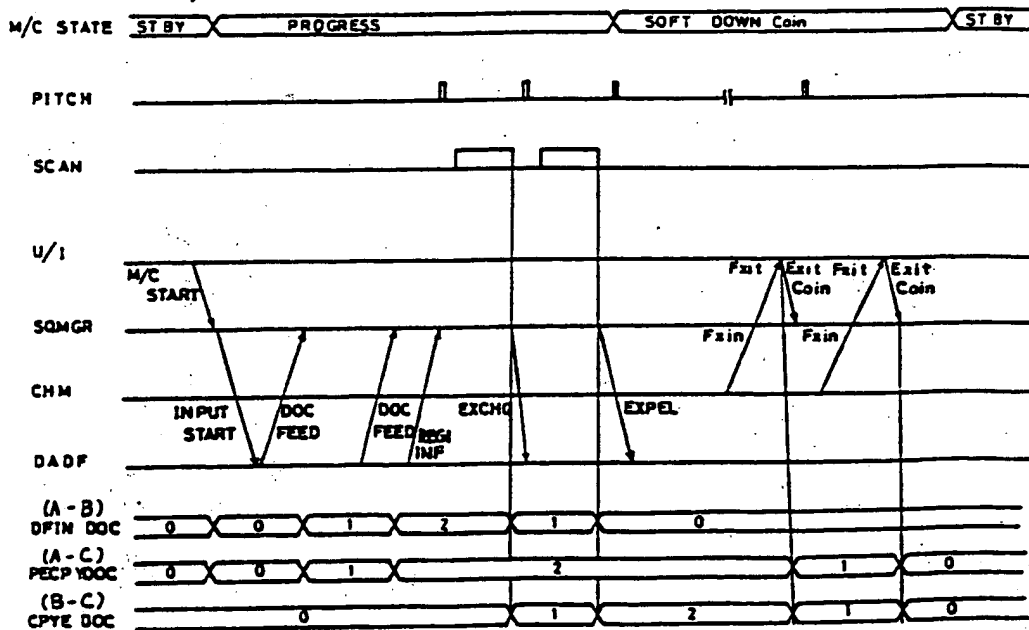 M/C STATE ST BY PROGRESS SOFT DOWN Coin ST BY
PITCH
SCAN
U/I
M/C START
Fxit Exit Coin Fxit Exit Coin
SQMGR
Fxin Fxin
CHM
INPUT START DOC FEED DOC FEED REGI INF EXCHG EXPEL
DADF
(A-B)
DFIN DOC 0 0 1 2 1 0
(A-C)
PECPYDOC 0 0 1 2 1 0
(B-C)
CPYE DOC 0 1 2 1 0